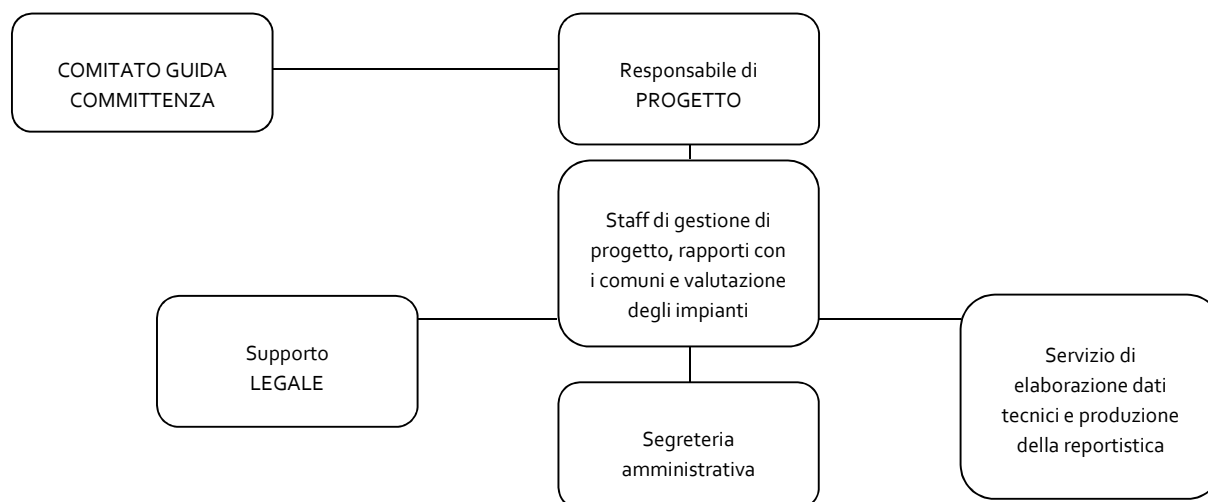 COMITATO GUIDA
COMMITTENZA
Responsabile di
PROGETTO
Staff di gestione di
progetto, rapporti con
i comuni e valutazione
degli impianti
Supporto
LEGALE
Servizio di
elaborazione dati
tecnici e produzione
della reportistica
Segreteria
amministrativa